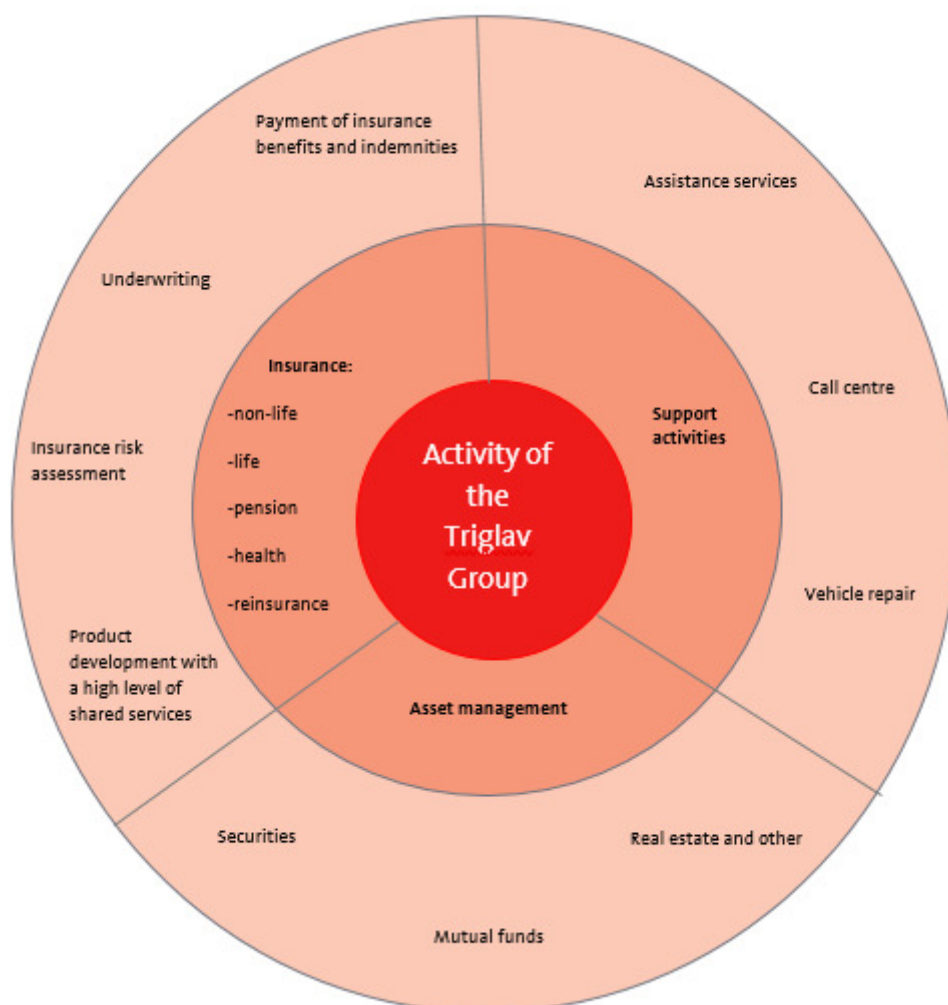 Payment of insurance
benefits and indemnities
Assistance services
Underwriting
Insurance:
-non-life
-life
-pension
-health
-reinsurance
Support
activities
Call centre
Activity of
the
Triglav
Group
Insurance risk
assessment
Vehicle repair
Product
development with
a high level of
shared services
Asset management
Securities
Real estate and other
Mutual funds